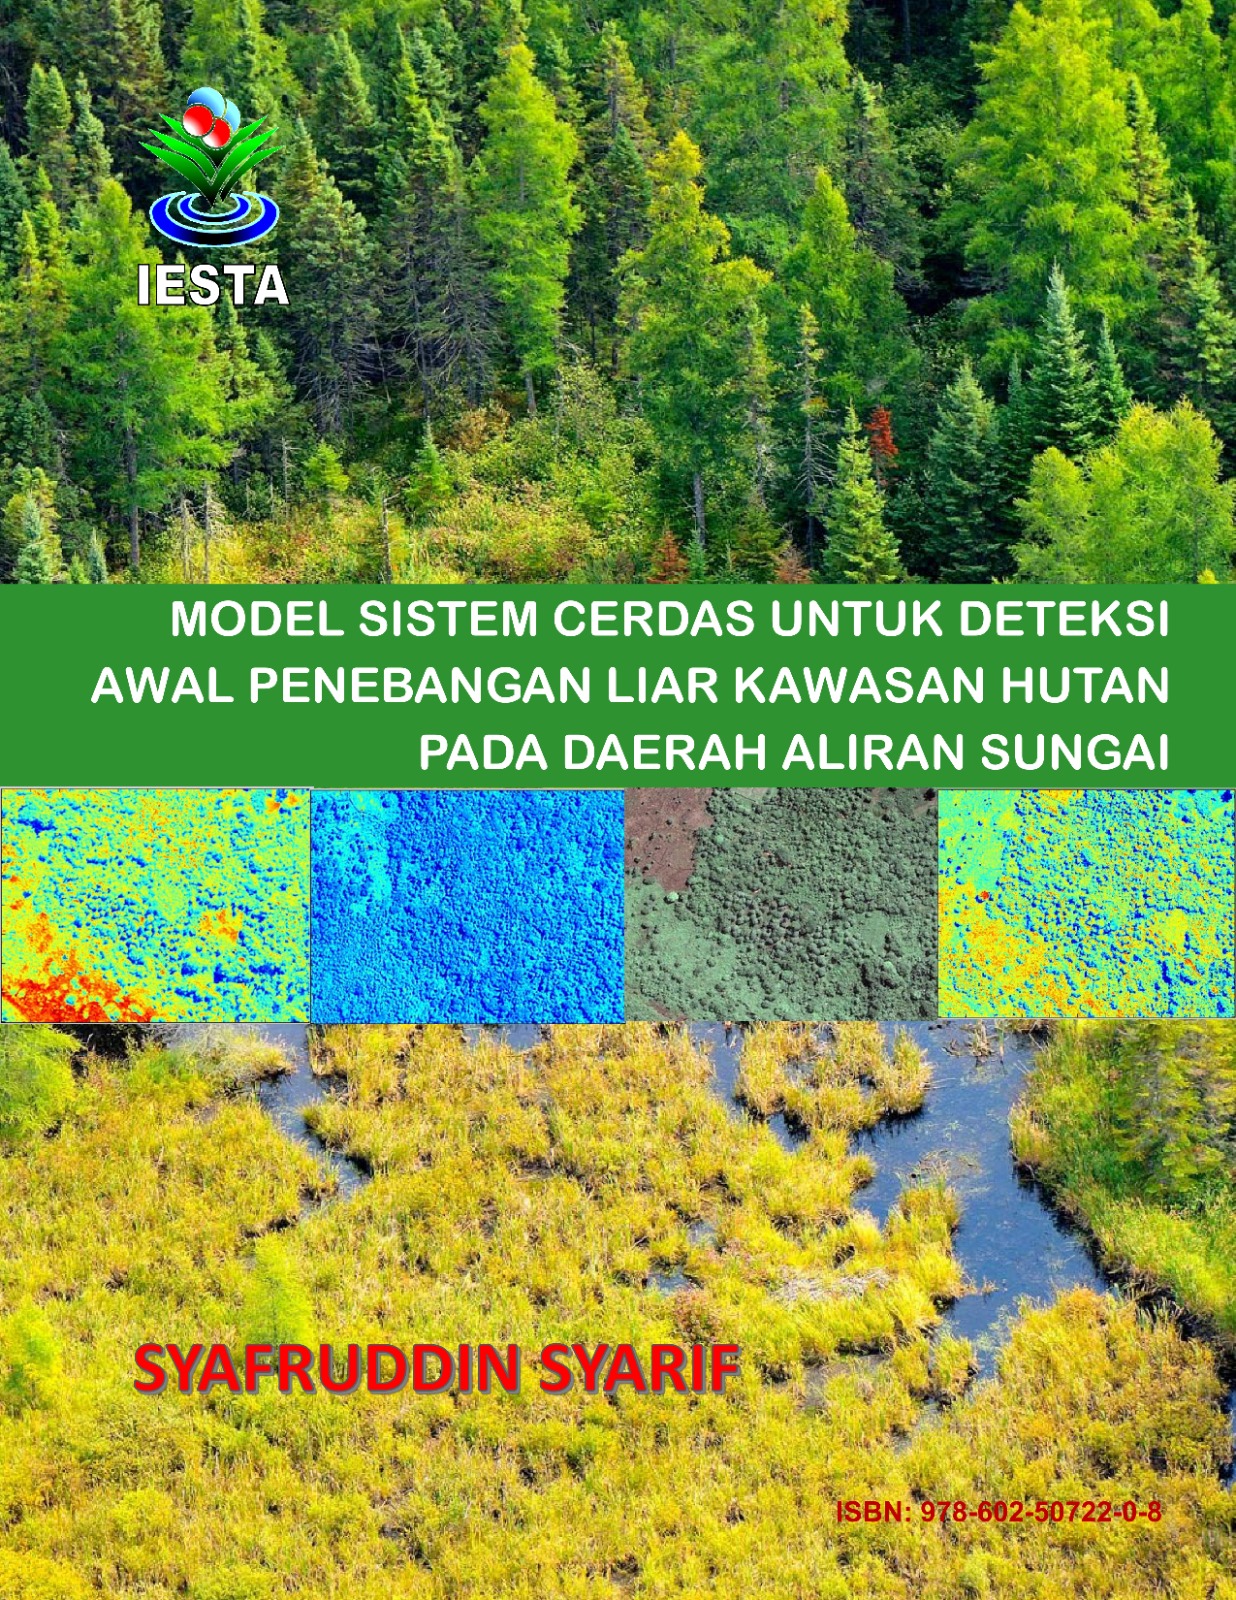 IESTA
MODEL SISTEM CERDAS UNTUK DETEKSI
AWAL PENEBANGAN LIAR KAWASAN HUTAN
PADA DAERAH ALIRAN SUNGAI
SYAFRUDDIN SYARIF
ISBN: 978-602-50722-0-8